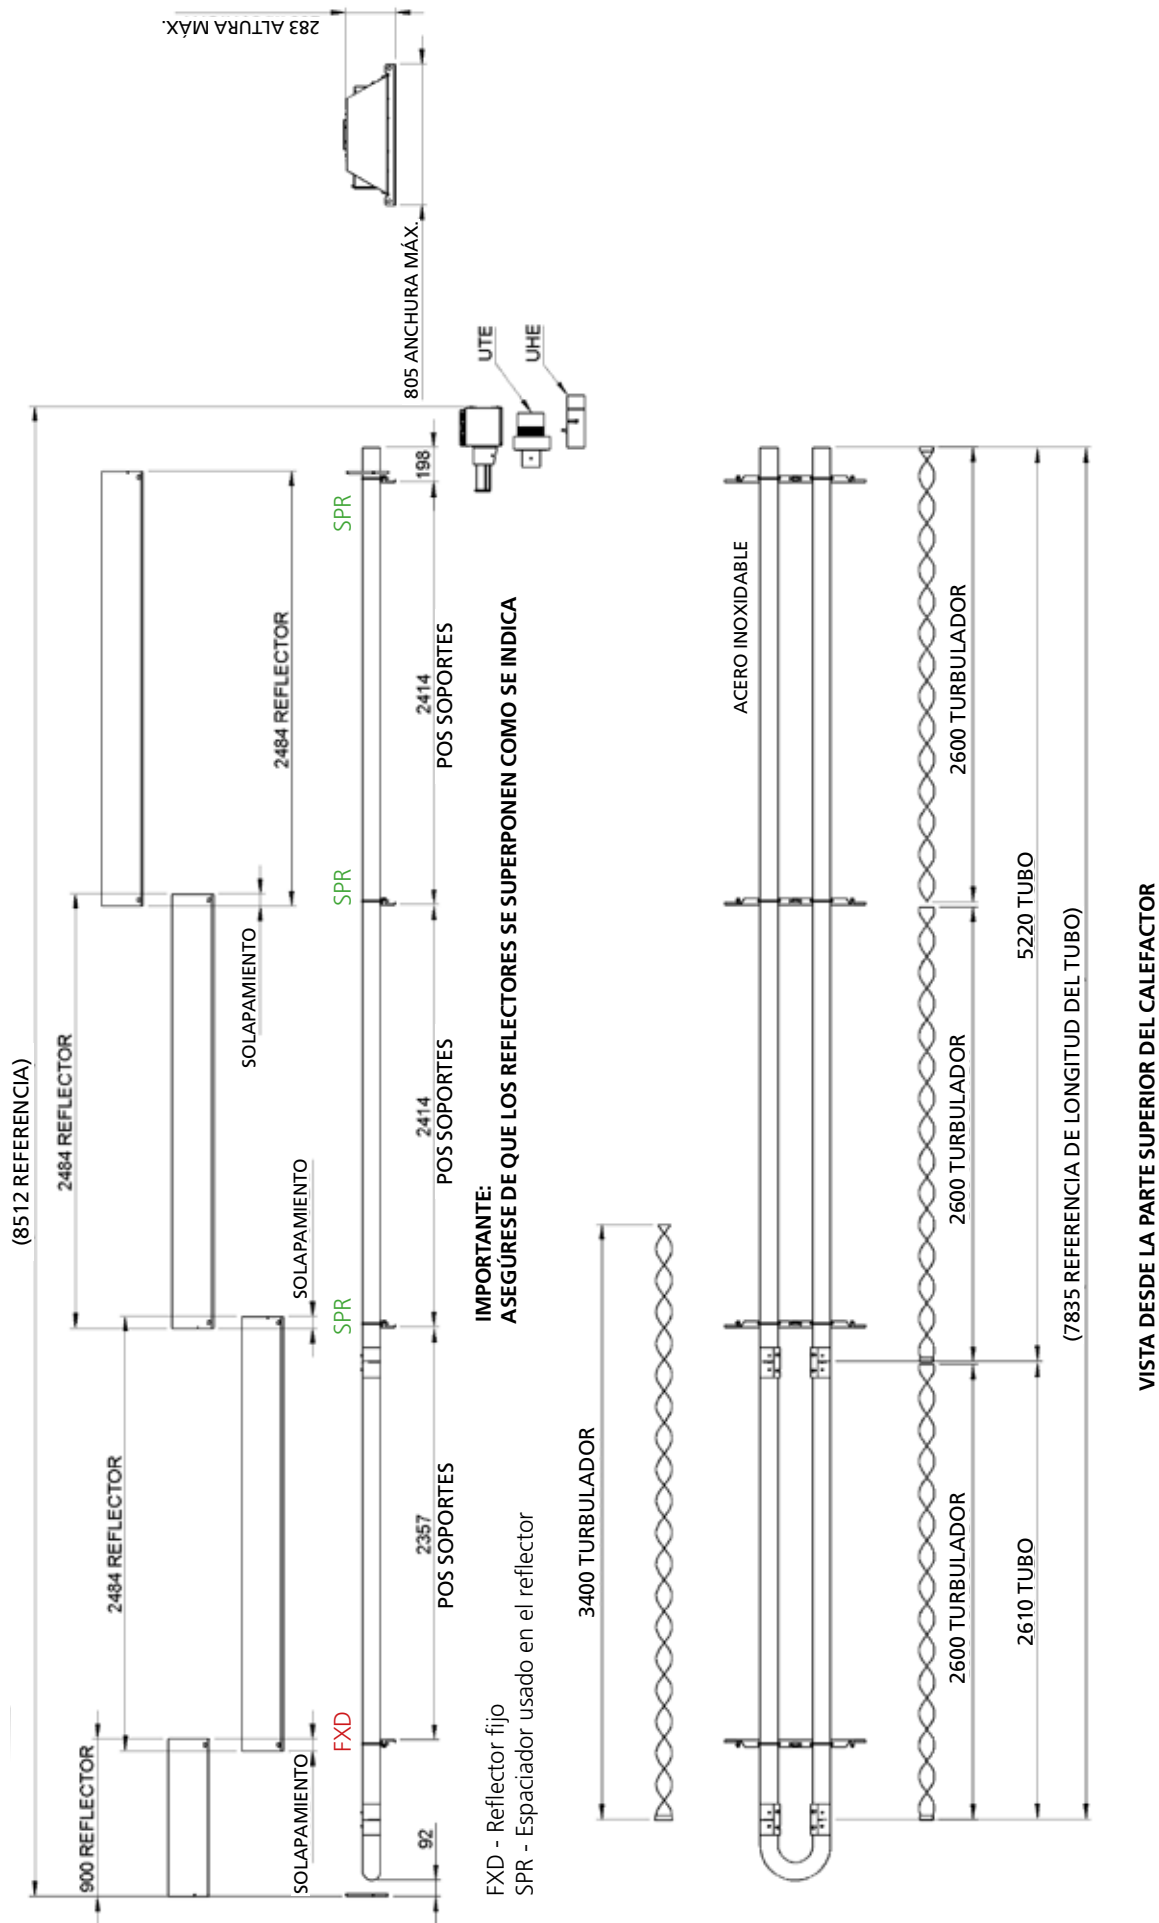 283 ALTURA MÁX.
805 ANCHURA MÁX.
(8512 REFERENCIA)
2484 REFLECTOR
2484 REFLECTOR
2484 REFLECTOR
900 REFLECTOR
SOLAPAMIENTO
SOLAPAMIENTO
SOLAPAMIENTO
FXD
SPR
SPR
SPR
UTE
UHE
92
2357
POS SOPORTES
2414
POS SOPORTES
2414
POS SOPORTES
198
IMPORTANTE:
ASEGÚRESE DE QUE LOS REFLECTORES SE SUPERPONEN COMO SE INDICA
FXD - Reflector fijo
SPR - Espaciador usado en el reflector
3400 TURBULADOR
ACERO INOXIDABLE
2600 TURBULADOR
2600 TURBULADOR
2600 TURBULADOR
2610 TUBO
5220 TUBO
(7835 REFERENCIA DE LONGITUD DEL TUBO)
VISTA DESDE LA PARTE SUPERIOR DEL CALEFACTOR